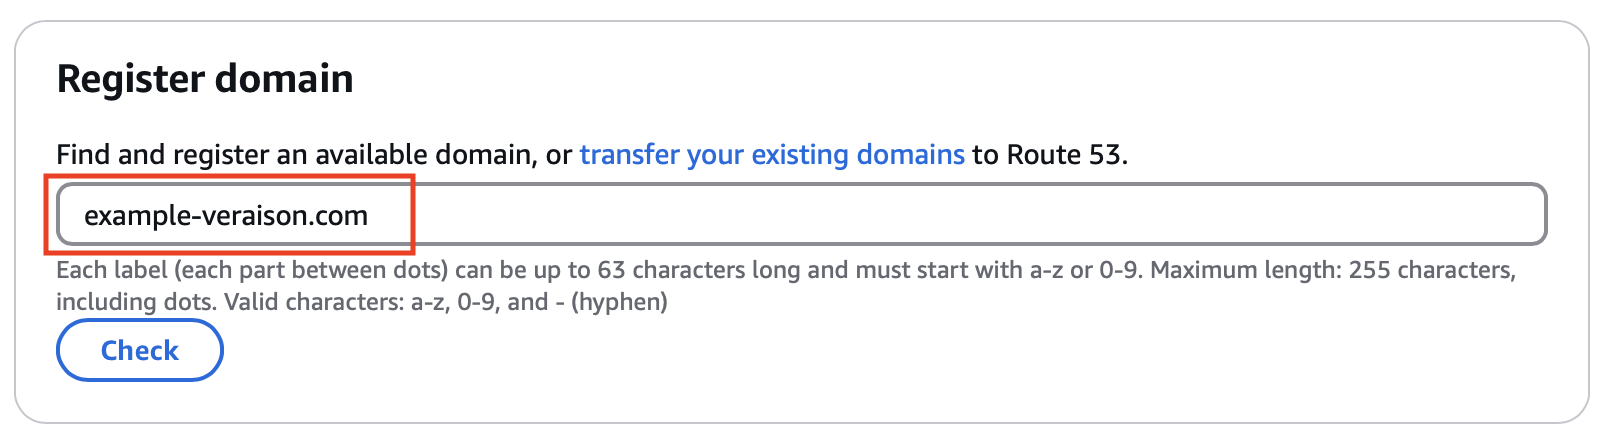 Register domain
Find and register an available domain, or transfer your existing domains to Route 53.
example-veraison.com
Each label (each part between dots) can be up to 63 characters long and must start with a-z or 0-9. Maximum length: 255 characters,
including dots. Valid characters: a-z, 0-9, and - (hyphen)
Check